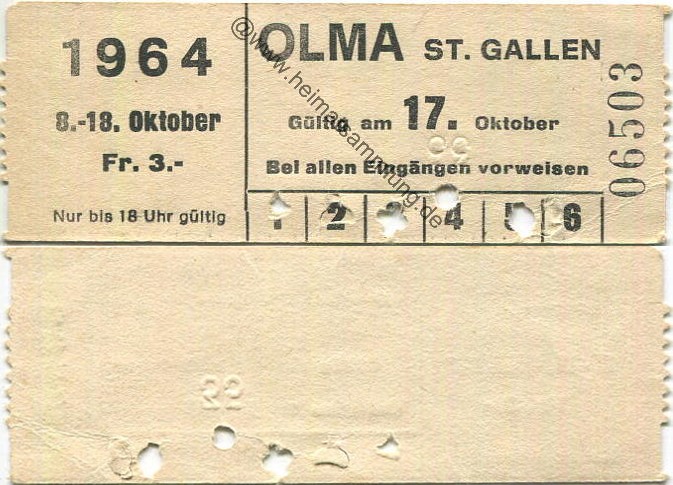 1964
8.-18. Oktober
Fr. 3.-
Nur bis 18 Uhr gültig
OLMA ST. GALLEN
Gültig am 17. Oktober
Bei allen Eingängen vorweisen
1 2 3 4 5 6
06503
@www.heimatsammlung.de
22